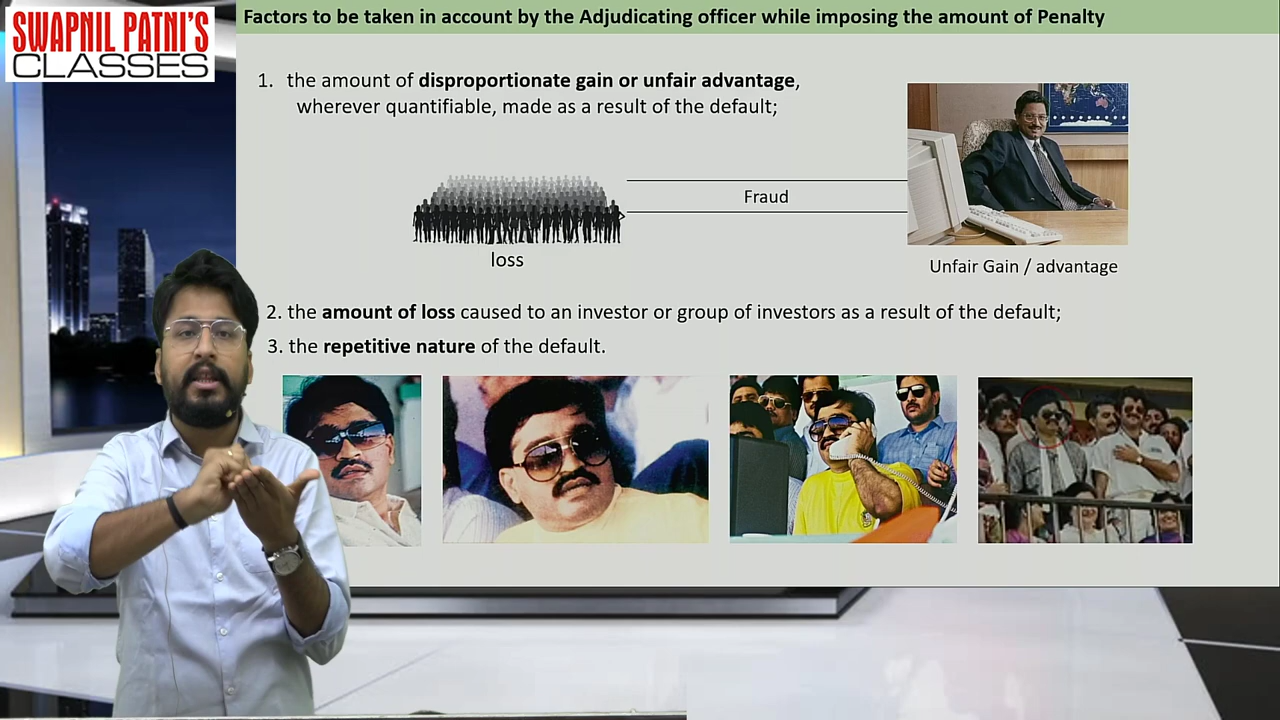 SWAPNIL PATNI'S
CLASSES
Factors to be taken in account by the Adjudicating officer while imposing the amount of Penalty
1. the amount of disproportionate gain or unfair advantage,
wherever quantifiable, made as a result of the default;
Fraud
loss
Unfair Gain / advantage
2. the amount of loss caused to an investor or group of investors as a result of the default;
3. the repetitive nature of the default.